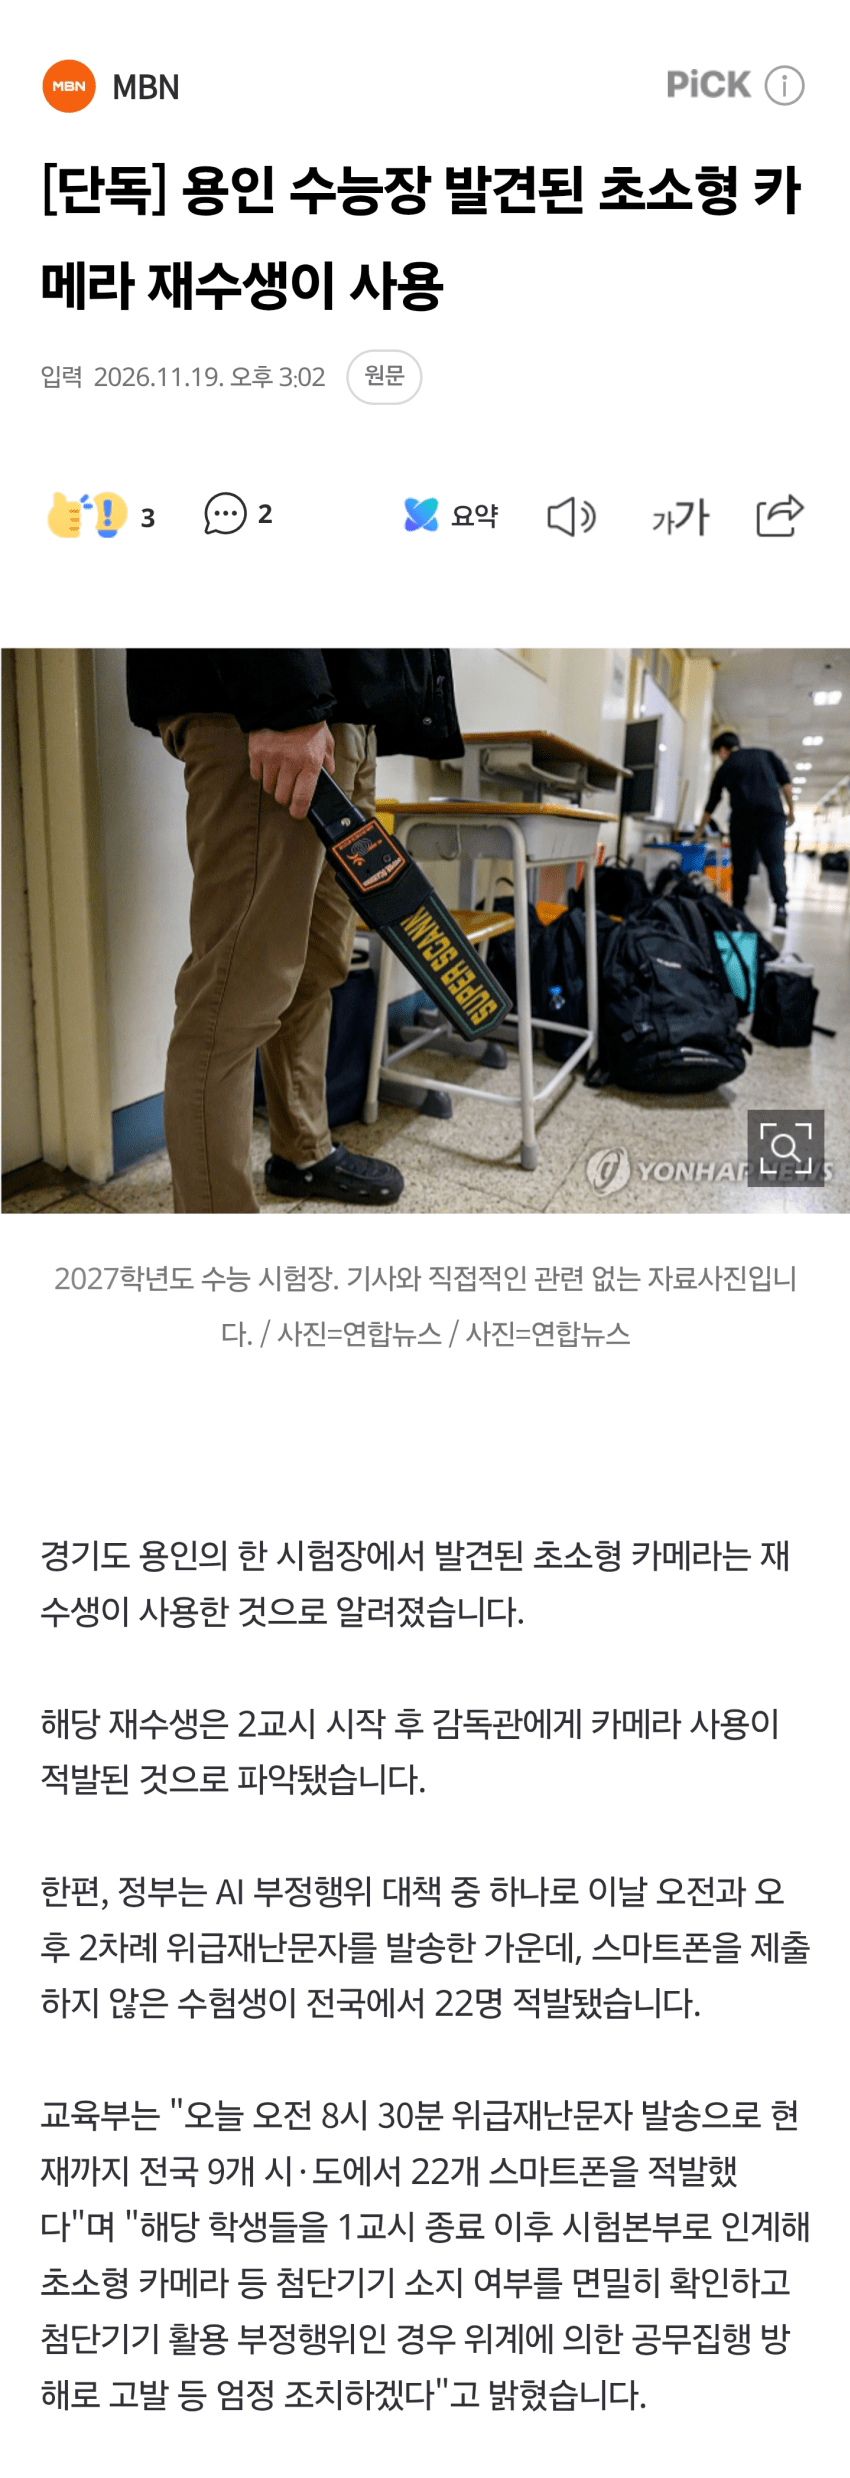 MBN
MBN
PiCK
[단독] 용인 수능장 발견된 초소형 카
메라 재수생이 사용
입력 2026.11.19. 오후 3:02
원문
3
2
요약
가가
SUPER SCANN
YONHAP NEWS
2027학년도 수능 시험장. 기사와 직접적인 관련 없는 자료사진입니
다. / 사진=연합뉴스 / 사진=연합뉴스
경기도 용인의 한 시험장에서 발견된 초소형 카메라는 재
수생이 사용한 것으로 알려졌습니다.
해당 재수생은 2교시 시작 후 감독관에게 카메라 사용이
적발된 것으로 파악됐습니다.
한편, 정부는 AI 부정행위 대책 중 하나로 이날 오전과 오
후 2차례 위급재난문자를 발송한 가운데, 스마트폰을 제출
하지 않은 수험생이 전국에서 22명 적발됐습니다.
교육부는 "오늘 오전 8시 30분 위급재난문자 발송으로 현
재까지 전국 9개 시·도에서 22개 스마트폰을 적발했
다"며 "해당 학생들을 1교시 종료 이후 시험본부로 인계해
초소형 카메라 등 첨단기기 소지 여부를 면밀히 확인하고
첨단기기 활용 부정행위인 경우 위계에 의한 공무집행 방
해로 고발 등 엄정 조치하겠다"고 밝혔습니다.